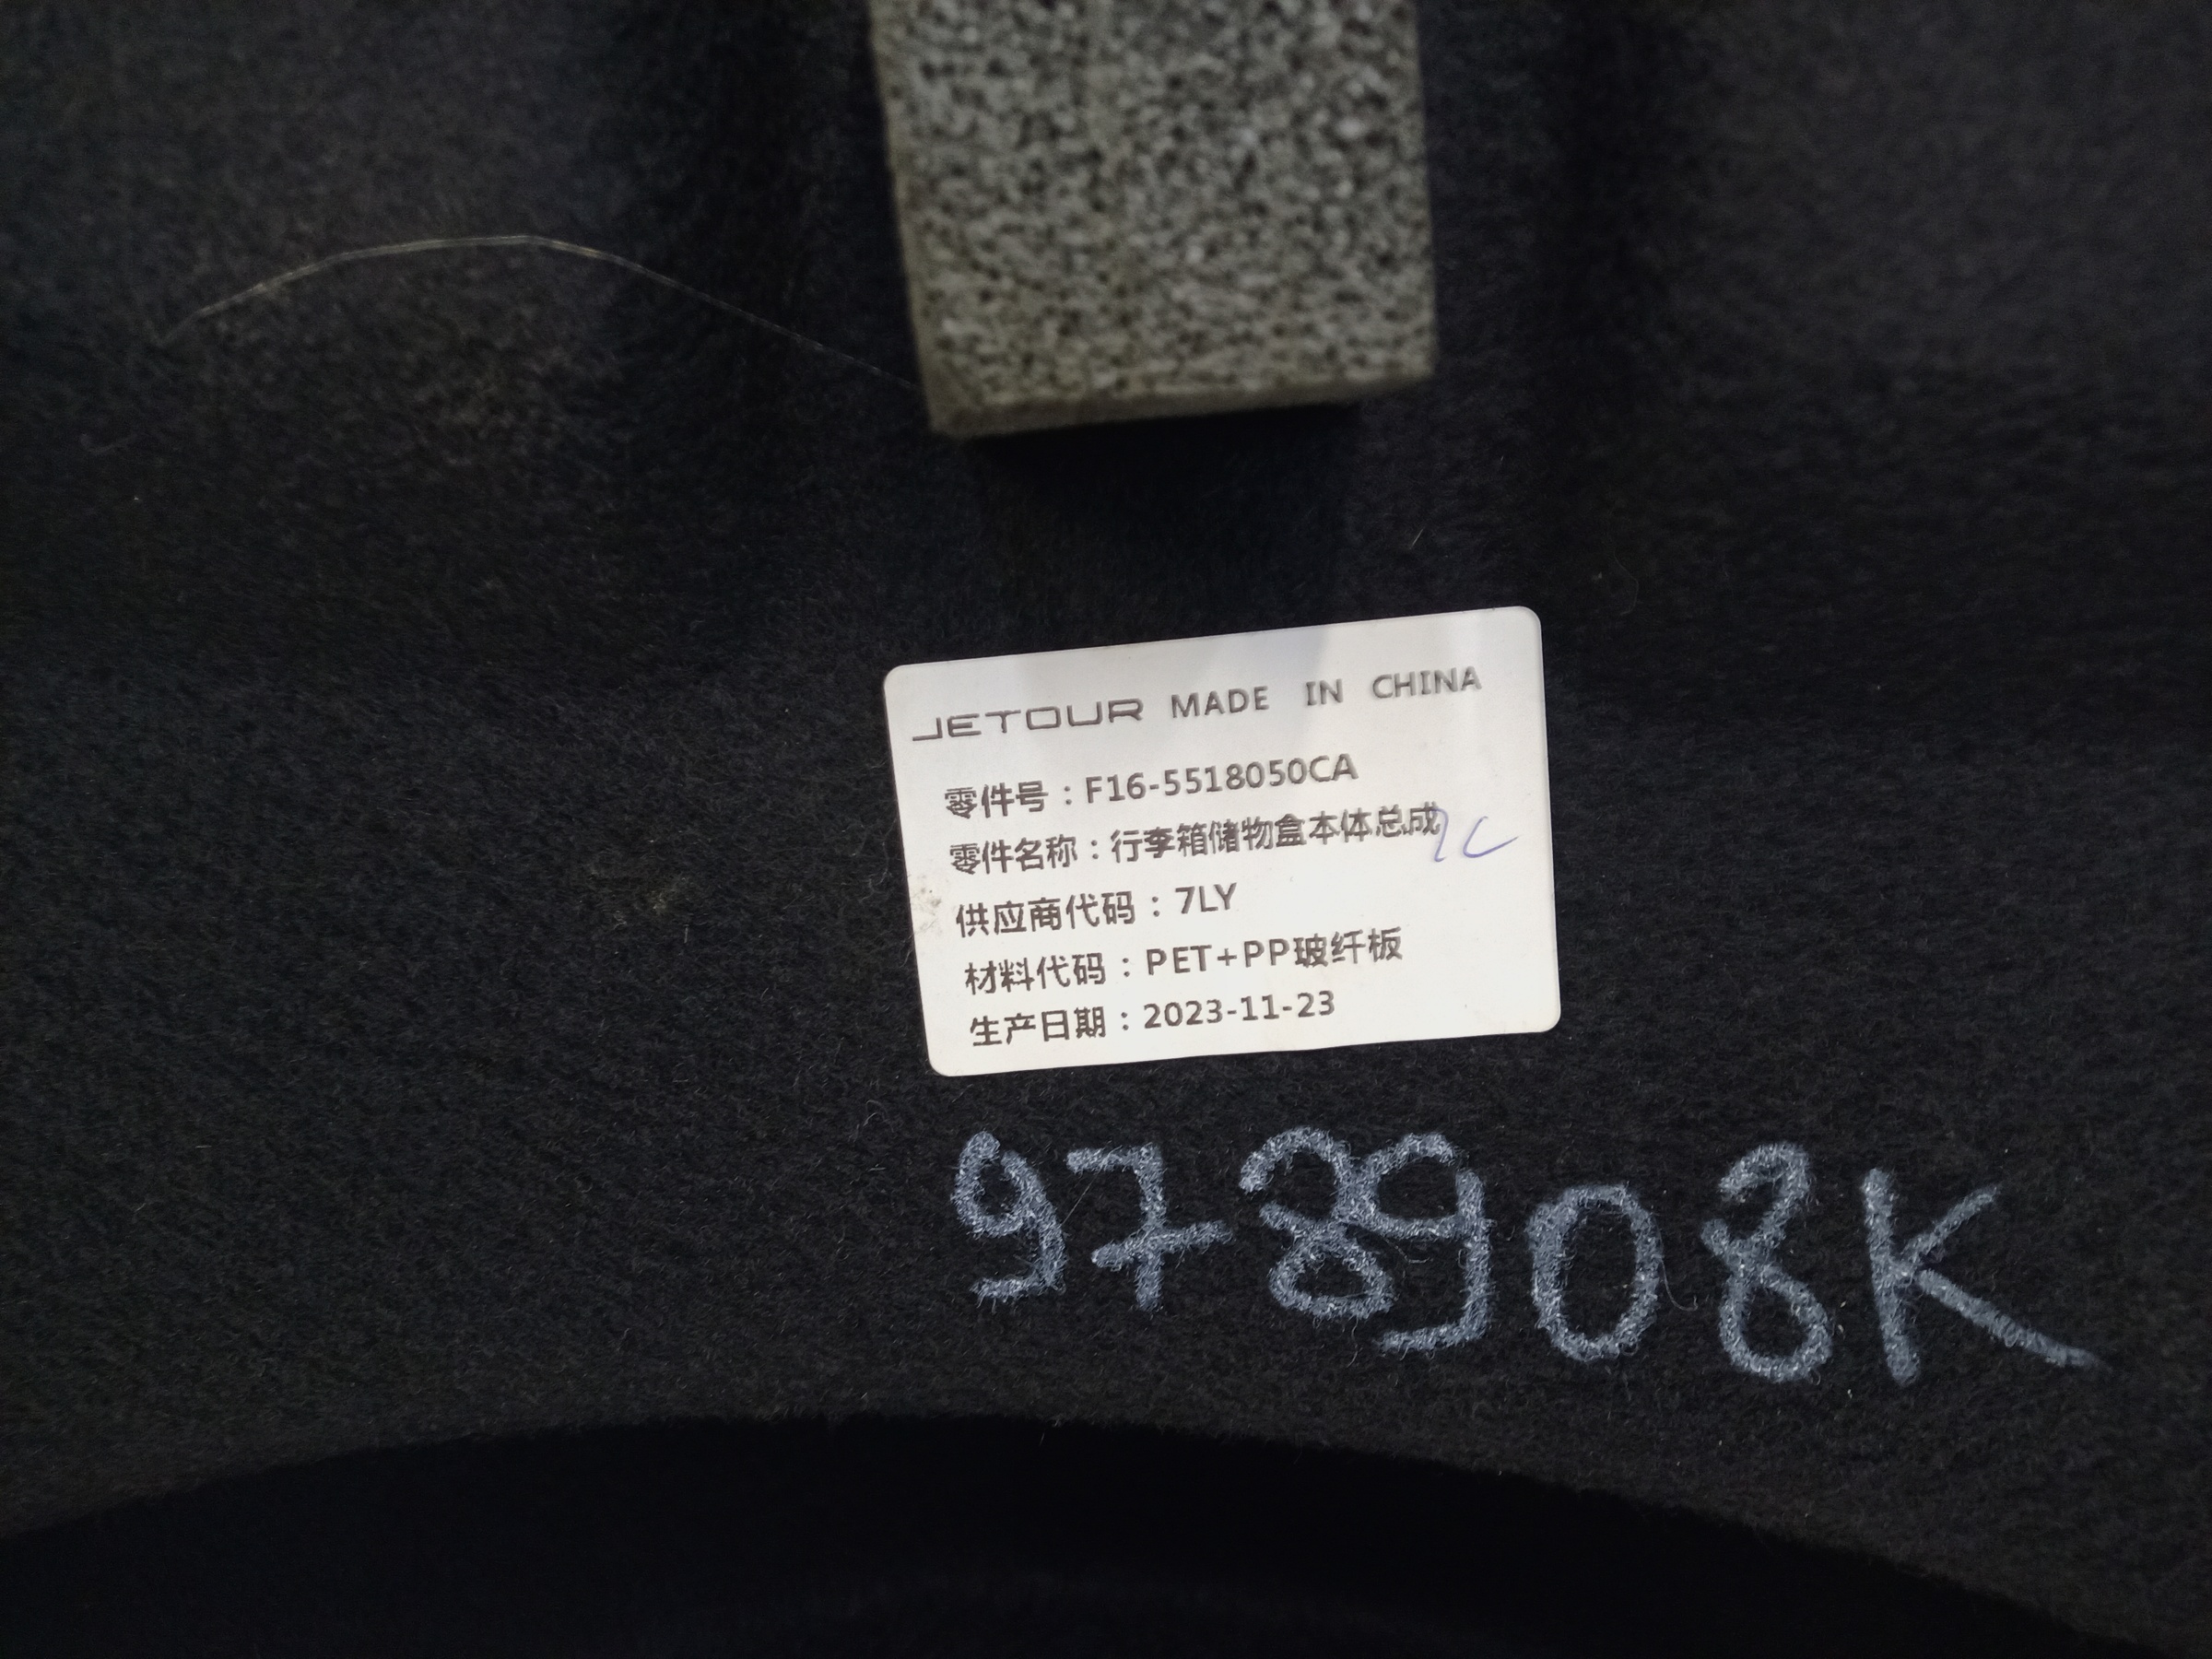 JETOUR MADE IN CHINA
零件号：F16-5518050CA
零件名称：行李箱储物盒本体总成
供应商代码：7LY
材料代码：PET+PP玻纤板
生产日期：2023-11-23
978908K